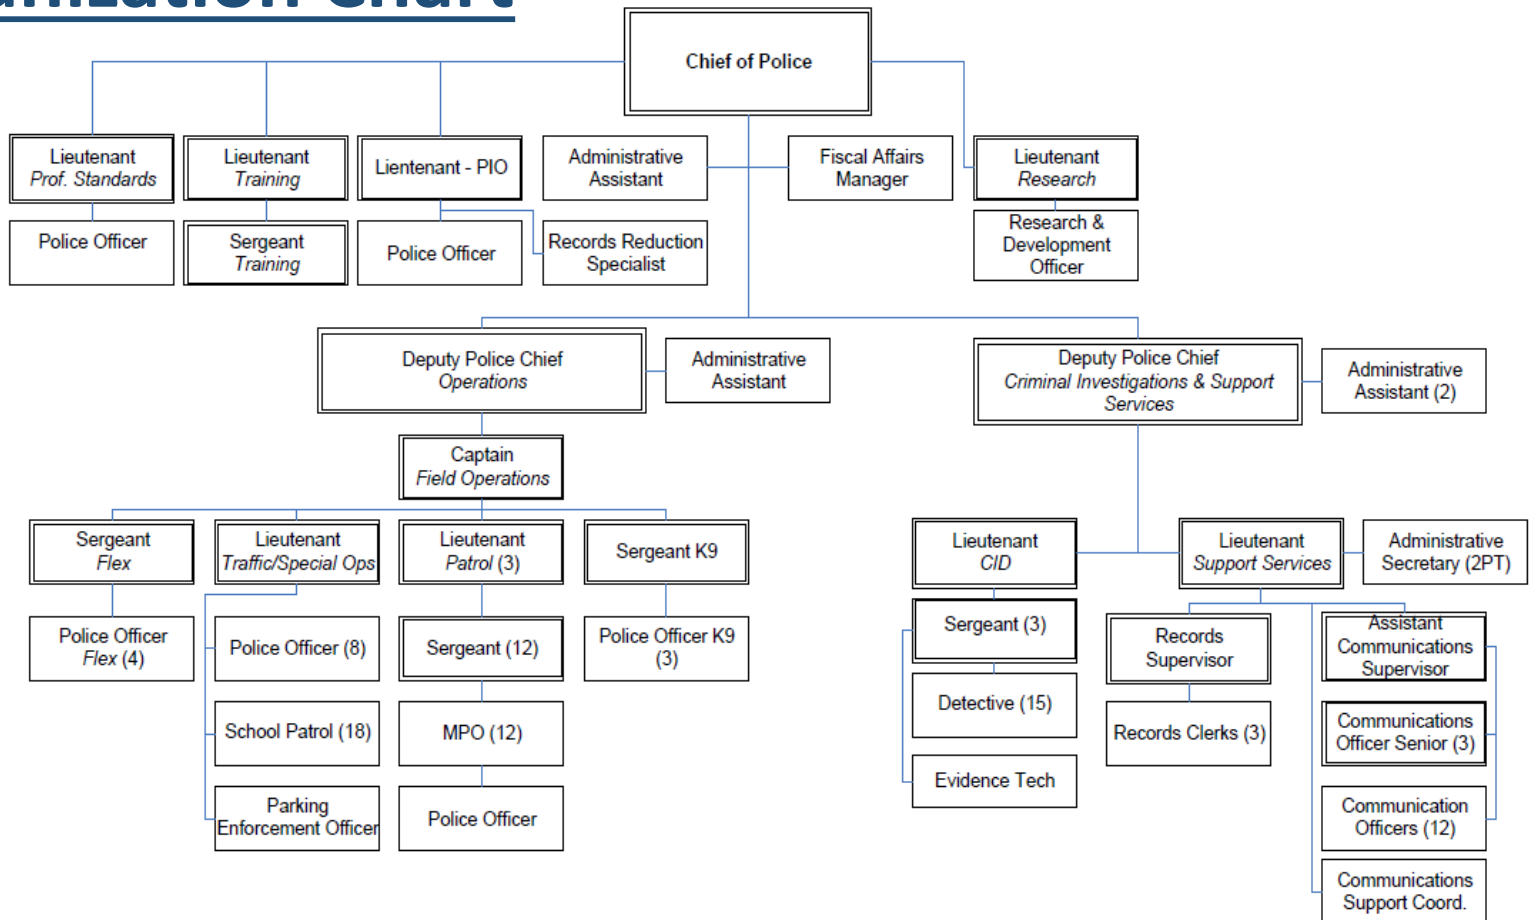 Chart
Chief of Police
Lieutenant
Prof. Standards
Lieutenant
Training
Lientenant - PIO
Administrative
Assistant
Fiscal Affairs
Manager
Lieutenant
Research
Police Officer
Sergeant
Training
Police Officer
Records Reduction
Specialist
Research &
Development
Officer
Deputy Police Chief
Operations
Administrative
Assistant
Deputy Police Chief
Criminal Investigations & Support
Services
Administrative
Assistant (2)
Captain
Field Operations
Sergeant
Flex
Lieutenant
Traffic/Special Ops
Lieutenant
Patrol (3)
Sergeant K9
Lieutenant
CID
Lieutenant
Support Services
Administrative
Secretary (2PT)
Police Officer
Flex (4)
Police Officer (8)
Sergeant (12)
Police Officer K9
(3)
Sergeant (3)
Records
Supervisor
Assistant
Communications
Supervisor
School Patrol (18)
MPO (12)
Detective (15)
Records Clerks (3)
Communications
Officer Senior (3)
Parking
Enforcement Officer
Police Officer
Evidence Tech
Communication
Officers (12)
Communications
Support Coord.